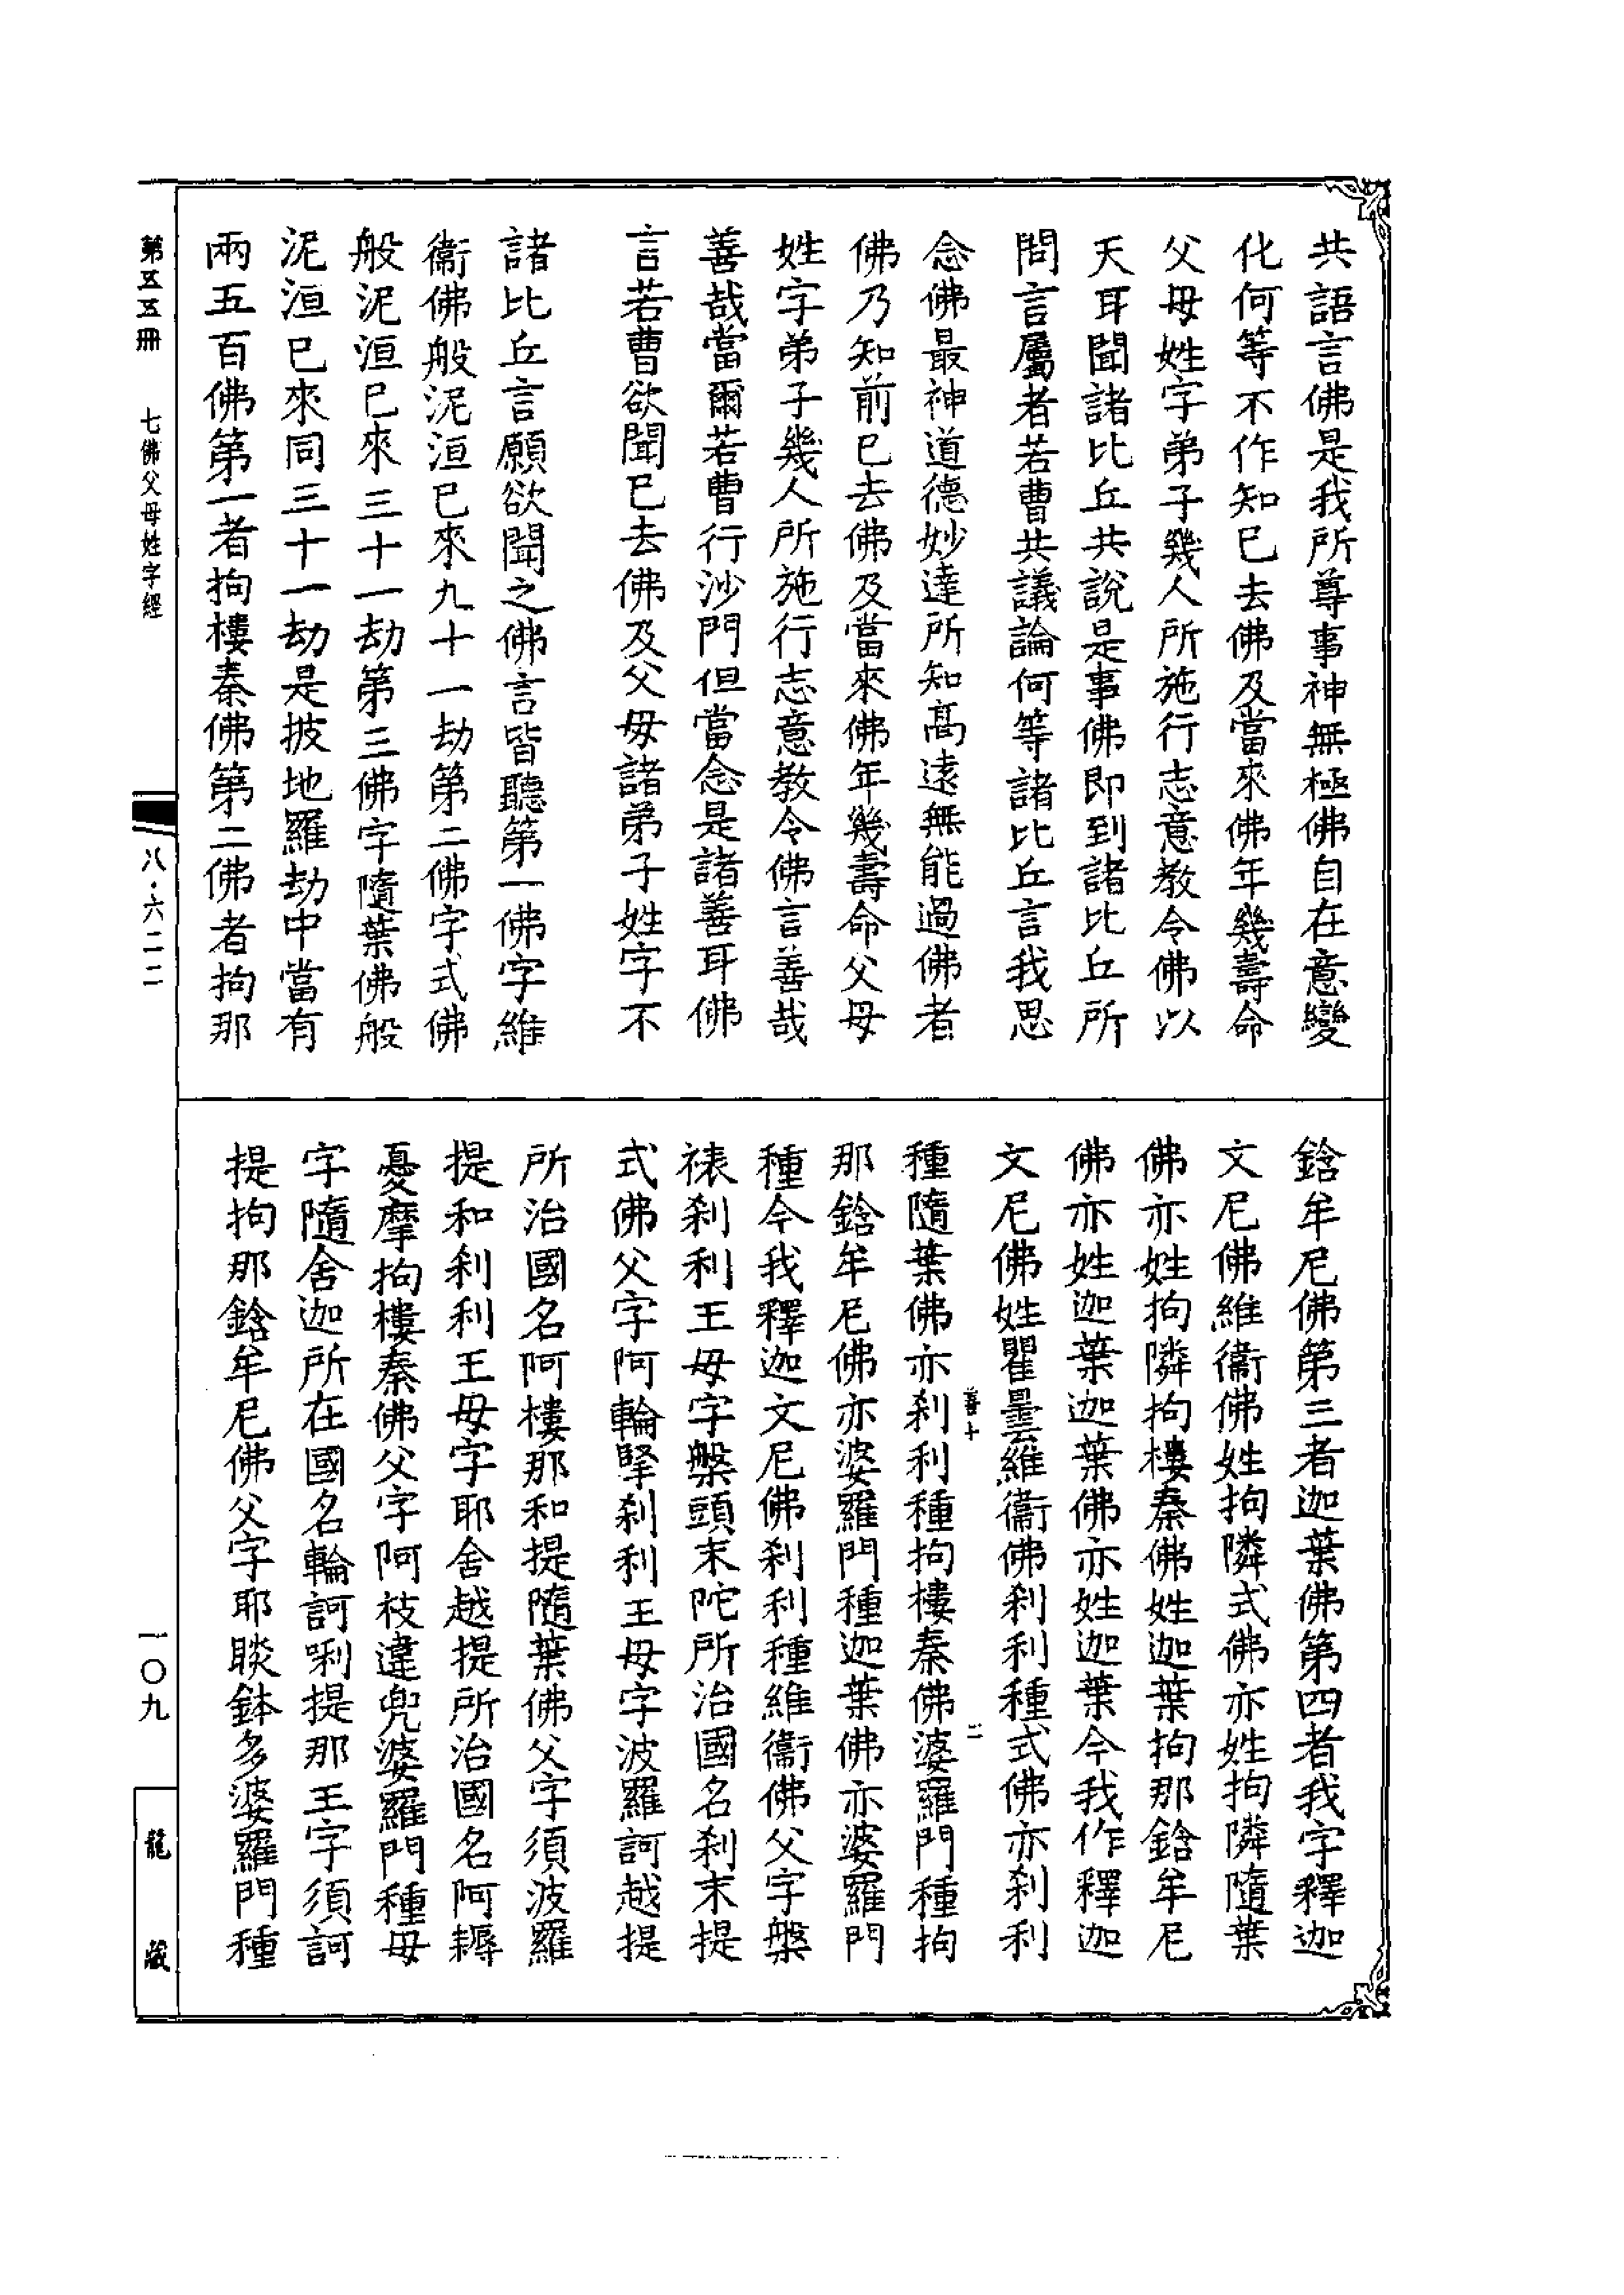 共語言佛是我所尊事神無極佛自在意變
化何等不作知已去佛及當來佛年幾壽命
父母姓字弟子幾人所施行志意教令佛以
天耳聞諸比丘共說是事佛即到諸比丘所
問言屬者若曹共議論何等諸比丘言我思
念佛最神道德妙達所知高遠無能過佛者
佛乃知前已去佛及當來佛年幾壽命父母
姓字弟子幾人所施行志意教令佛言善哉
善哉當爾若曹行沙門但當念是諸善耳佛
言若曹欲聞已去佛及父母諸弟子姓字不
諸比丘言願欲聞之佛言皆聽第一佛字維
衞佛般泥洹已來九十一劫第二佛字式佛
般泥洹已來三十一劫第三佛字隨葉佛般
泥洹已來同三十一劫是披地羅劫中當有
兩五百佛第一者拘樓秦佛第二佛者拘那
鋡牟尼佛第三者迦葉佛第四者我字釋迦
文尼佛維衞佛姓拘隣式佛亦姓拘隣隨葉
佛亦姓拘隣拘樓秦佛姓迦葉拘那鋡牟尼
佛亦姓迦葉迦葉佛亦姓迦葉今我作釋迦
文尼佛姓瞿曇維衞佛刹利種式佛亦刹利
種隨葉佛亦刹利種拘樓秦佛婆羅門種拘
善十
二
那鋡牟尼佛亦婆羅門種迦葉佛亦婆羅門
種今我釋迦文尼佛刹利種維衞佛父字槃
裱刹利王母字槃頭末陀所治國名刹末提
式佛父字阿輪拏刹利王母字波羅訶越提
所治國名阿樓那和提隨葉佛父字須波羅
提和刹利王母字耶舍越提所治國名阿耨
憂摩拘樓秦佛父字阿枝違兜婆羅門種母
字隨舍迦所在國名輪訶唎提那王字須訶
提拘那鋡牟尼佛父字耶睒鉢多婆羅門種
第五五冊 七佛父母姓字經
八·六二二
一〇九
龍藏